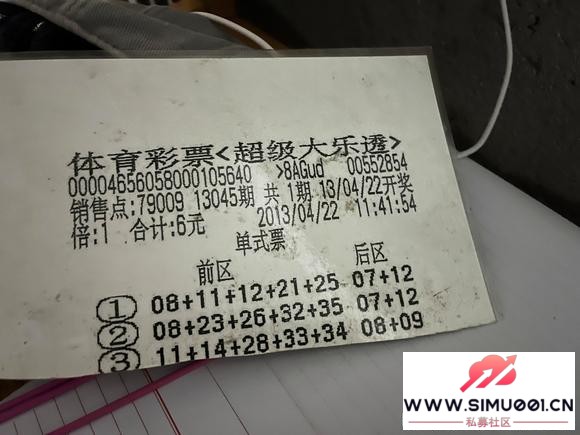 体育彩票<超级大乐透>
00004656058000105640 >8AGud 00552854
销售点:79009 13045期 共1期 13/04/22开奖
倍:1 合计:6元 2013/04/22 11:41:54
单式票
前区 后区
① 08+11+12+21+25 07+12
② 08+23+26+32+35 07+12
③ 11+14+28+33+34 08+09
WWW.SIMU001.CN
私募社区